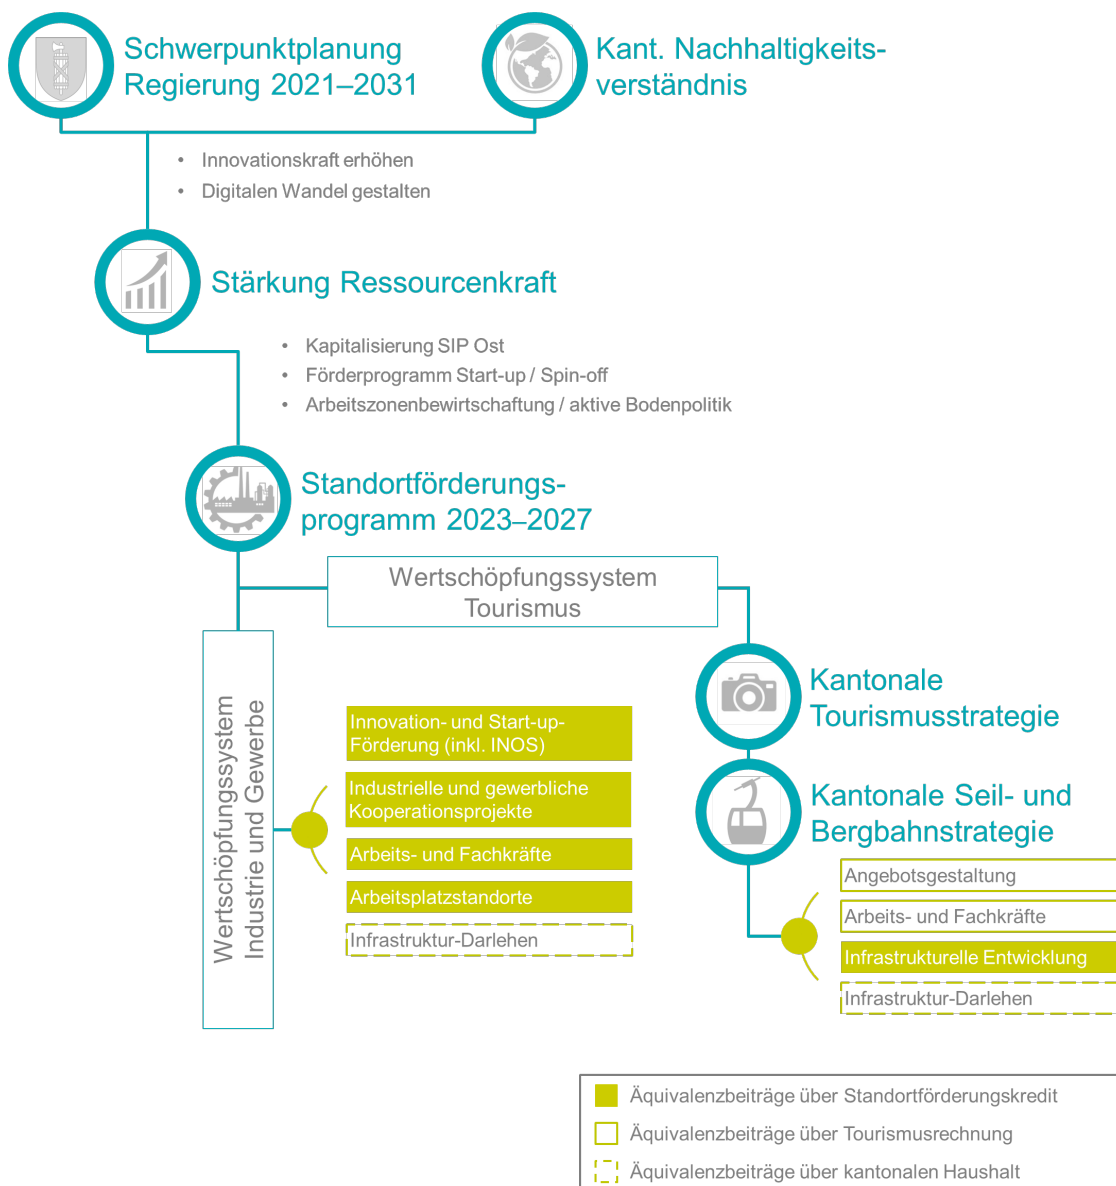 Schwerpunktplanung
Regierung 2021–2031
Kant. Nachhaltigkeits-
verständnis
• Innovationskraft erhöhen
• Digitalen Wandel gestalten
Stärkung Ressourcenkraft
• Kapitalisierung SIP Ost
• Förderprogramm Start-up / Spin-off
• Arbeitszonenbewirtschaftung / aktive Bodenpolitik
Standortförderungs-
programm 2023–2027
Wertschöpfungssystem
Tourismus
Wertschöpfungssystem
Industrie und Gewerbe
Innovation- und Start-up-
Förderung (inkl. INOS)
Industrielle und gewerbliche
Kooperationsprojekte
Arbeits- und Fachkräfte
Arbeitsplatzstandorte
Infrastruktur-Darlehen
Kantonale
Tourismusstrategie
Kantonale Seil- und
Bergbahnstrategie
Angebotsgestaltung
Arbeits- und Fachkräfte
Infrastrukturelle Entwicklung
Infrastruktur-Darlehen
Äquivalenzbeiträge über Standortförderungskredit
Äquivalenzbeiträge über Tourismusrechnung
Äquivalenzbeiträge über kantonalen Haushalt